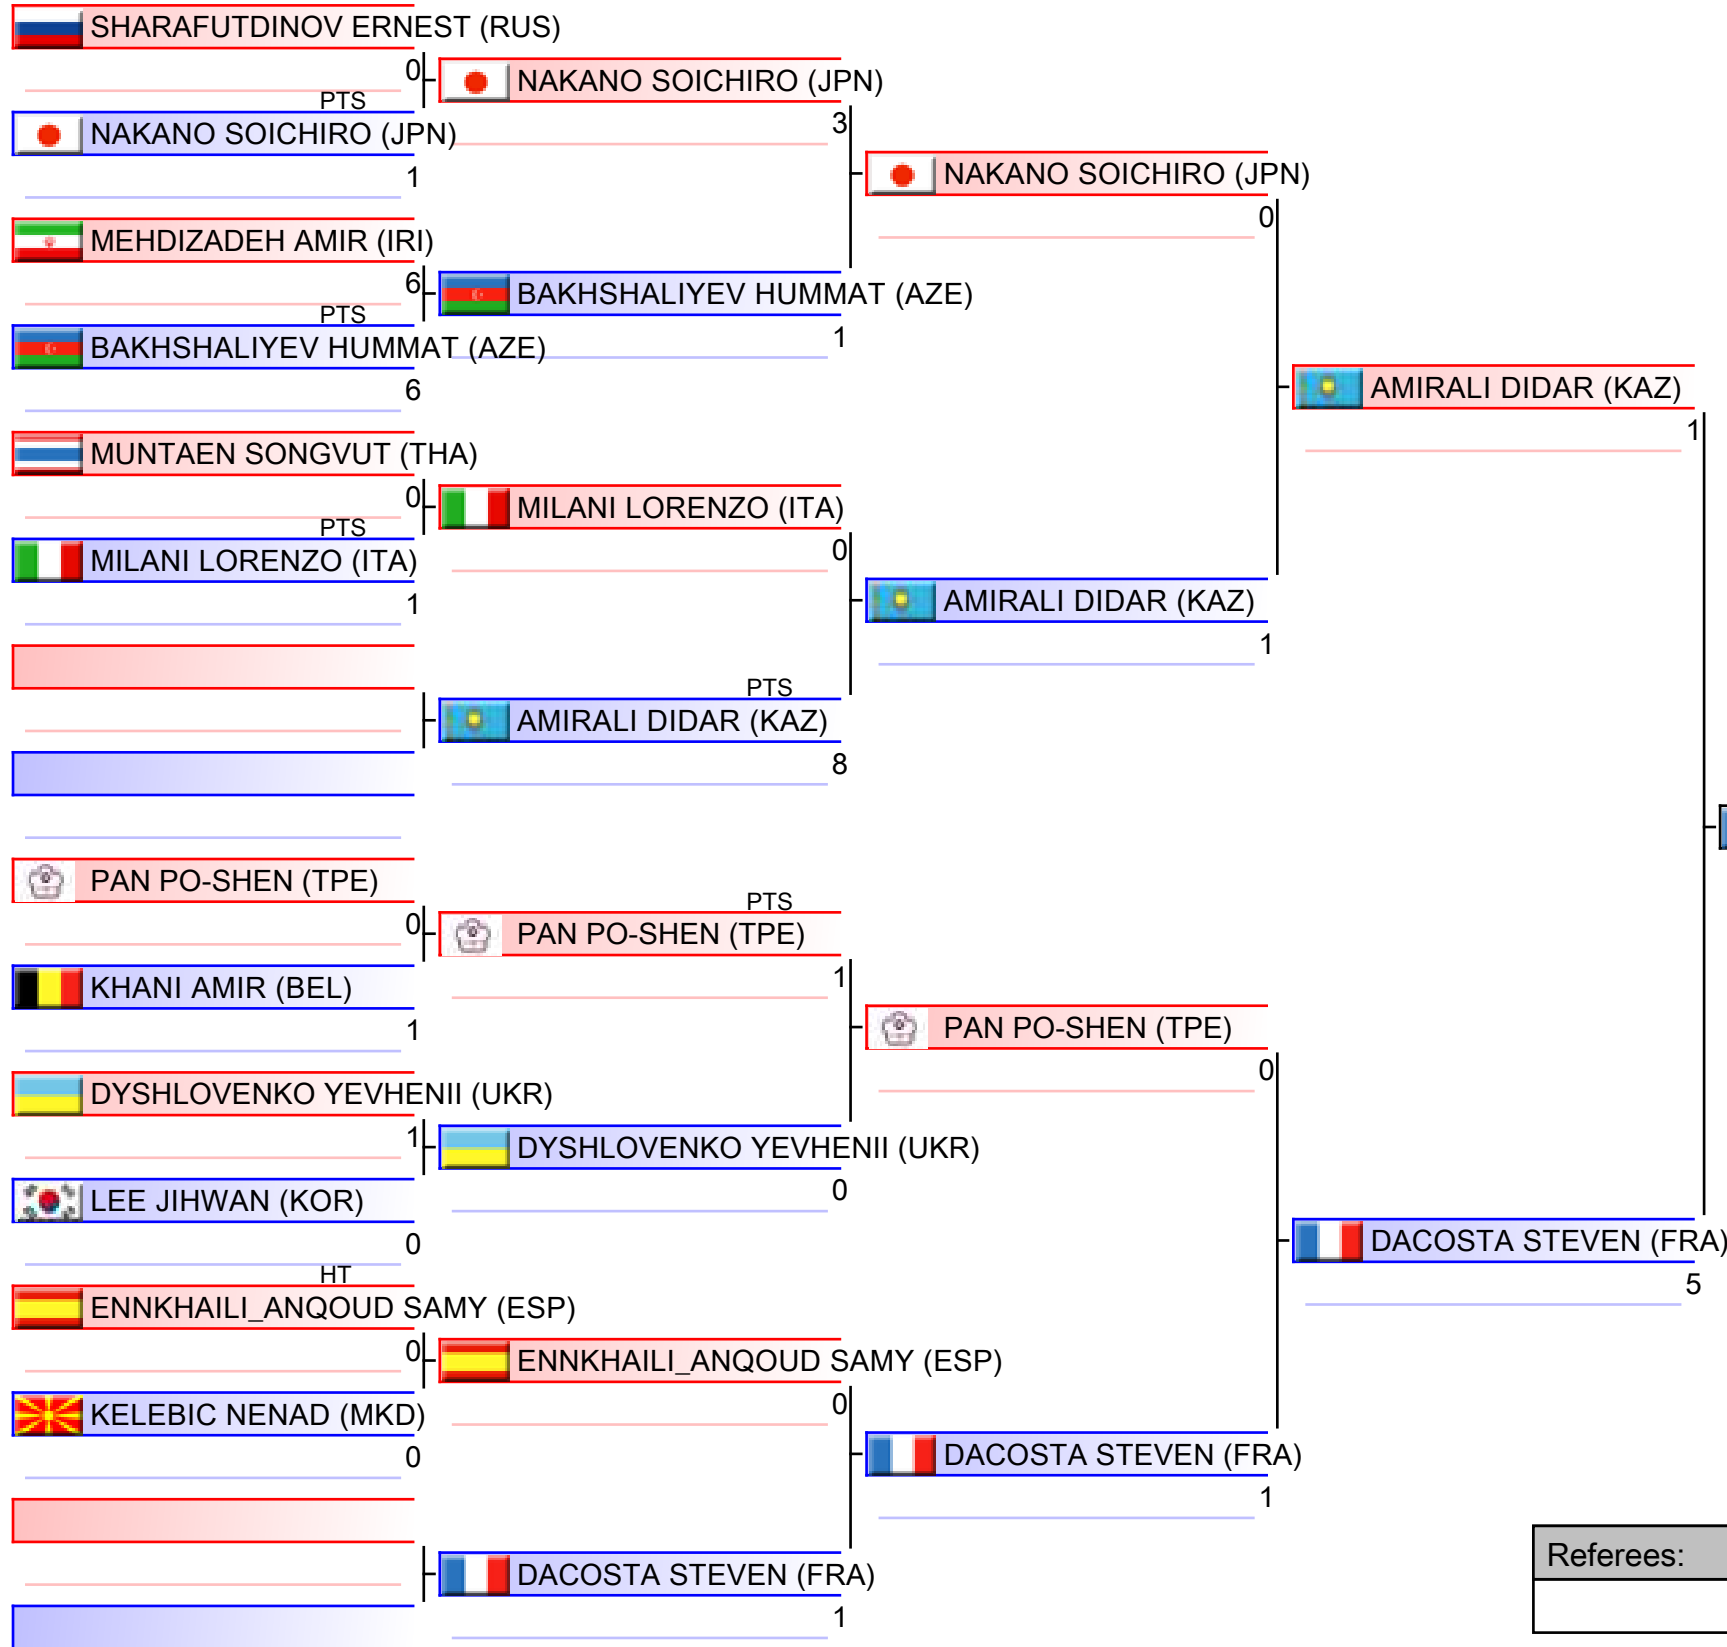 SHARAFUTDINOV ERNEST (RUS)
0
PTS
NAKANO SOICHIRO (JPN)
1
MEHDIZADEH AMIR (IRI)
6
PTS
BAKHSHALIYEV HUMMAT (AZE)
6
MUNTAEN SONGVUT (THA)
0
PTS
MILANI LORENZO (ITA)
1
PAN PO-SHEN (TPE)
0
KHANI AMIR (BEL)
1
DYSHLOVENKO YEVHENII (UKR)
1
LEE JIHWAN (KOR)
0
HT
ENNKHAILI_ANQOUD SAMY (ESP)
0
KELEBIC NENAD (MKD)
0
NAKANO SOICHIRO (JPN)
3
BAKHSHALIYEV HUMMAT (AZE)
1
MILANI LORENZO (ITA)
0
PTS
AMIRALI DIDAR (KAZ)
8
PTS
PAN PO-SHEN (TPE)
1
DYSHLOVENKO YEVHENII (UKR)
0
ENNKHAILI_ANQOUD SAMY (ESP)
0
DACOSTA STEVEN (FRA)
1
NAKANO SOICHIRO (JPN)
0
AMIRALI DIDAR (KAZ)
1
PAN PO-SHEN (TPE)
0
DACOSTA STEVEN (FRA)
1
AMIRALI DIDAR (KAZ)
1
DACOSTA STEVEN (FRA)
5
Referees: